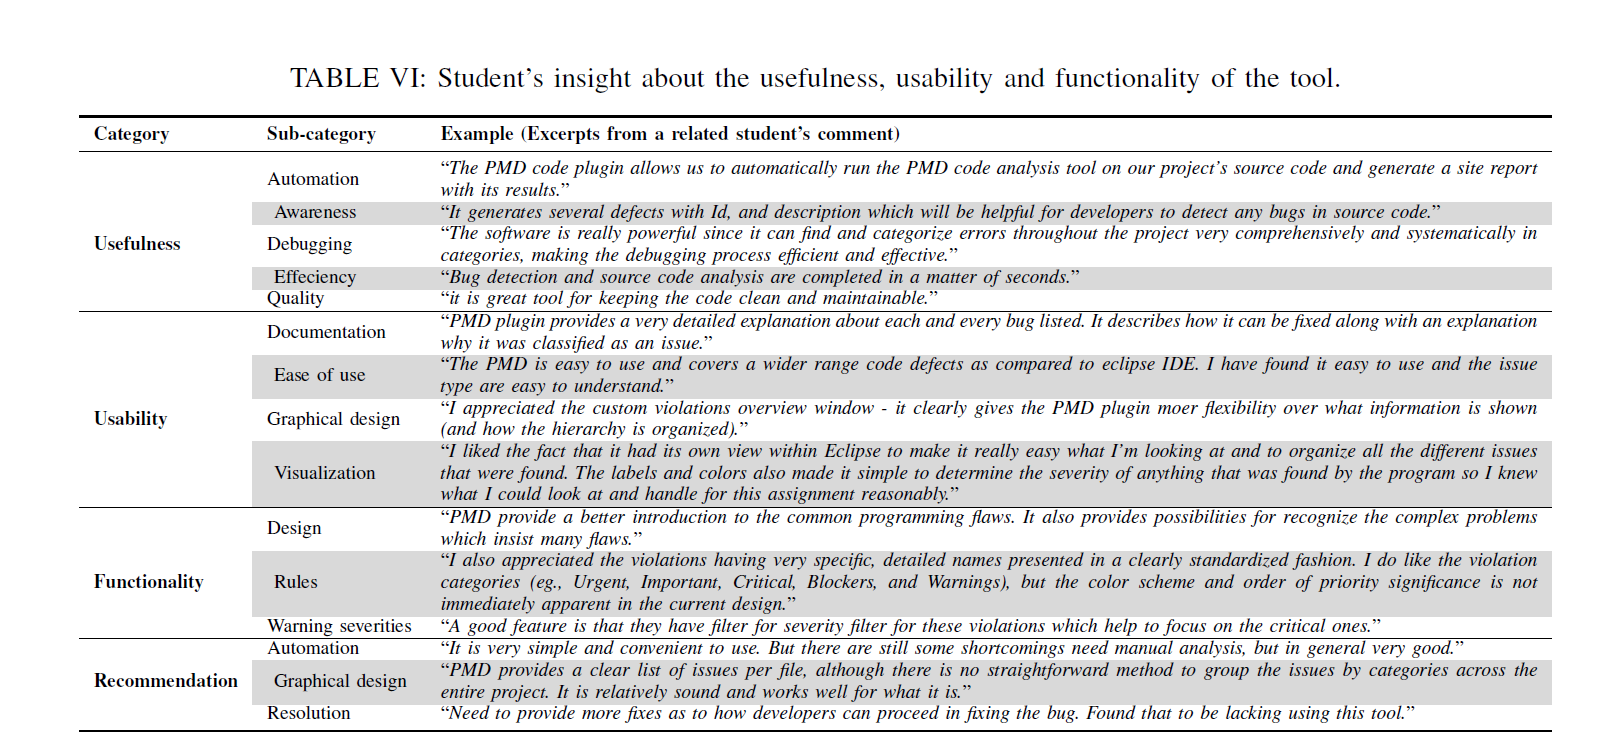 TABLE VI: Student's insight about the usefulness, usability and functionality of the tool.
Category Sub-category Example (Excerpts from a related student's comment)
Usefulness
Automation
“The PMD code plugin allows us to automatically run the PMD code analysis tool on our project's source code and generate a site report
with its results.”
Awareness “It generates several defects with Id, and description which will be helpful for developers to detect any bugs in source code.”
Debugging
“The software is really powerful since it can find and categorize errors throughout the project very comprehensively and systematically in
categories, making the debugging process efficient and effective.”
Effeciency “Bug detection and source code analysis are completed in a matter of seconds.”
Quality “it is great tool for keeping the code clean and maintainable.”
Usability
Documentation
“PMD plugin provides a very detailed explanation about each and every bug listed. It describes how it can be fixed along with an explanation
why it was classified as an issue.”
Ease of use
“The PMD is easy to use and covers a wider range code defects as compared to eclipse IDE. I have found it easy to use and the issue
type are easy to understand.”
Graphical design
“I appreciated the custom violations overview window - it clearly gives the PMD plugin moer flexibility over what information is shown
(and how the hierarchy is organized).”
Visualization
“I liked the fact that it had its own view within Eclipse to make it really easy what I'm looking at and to organize all the different issues
that were found. The labels and colors also made it simple to determine the severity of anything that was found by the program so I knew
what I could look at and handle for this assignment reasonably.”
Functionality
Design
“PMD provide a better introduction to the common programming flaws. It also provides possibilities for recognize the complex problems
which insist many flaws.”
Rules
“I also appreciated the violations having very specific, detailed names presented in a clearly standardized fashion. I do like the violation
categories (eg., Urgent, Important, Critical, Blockers, and Warnings), but the color scheme and order of priority significance is not
immediately apparent in the current design.”
Warning severities “A good feature is that they have filter for severity filter for these violations which help to focus on the critical ones.”
Recommendation
Automation “It is very simple and convenient to use. But there are still some shortcomings need manual analysis, but in general very good.”
Graphical design
“PMD provides a clear list of issues per file, although there is no straightforward method to group the issues by categories across the
entire project. It is relatively sound and works well for what it is.”
Resolution “Need to provide more fixes as to how developers can proceed in fixing the bug. Found that to be lacking using this tool.”